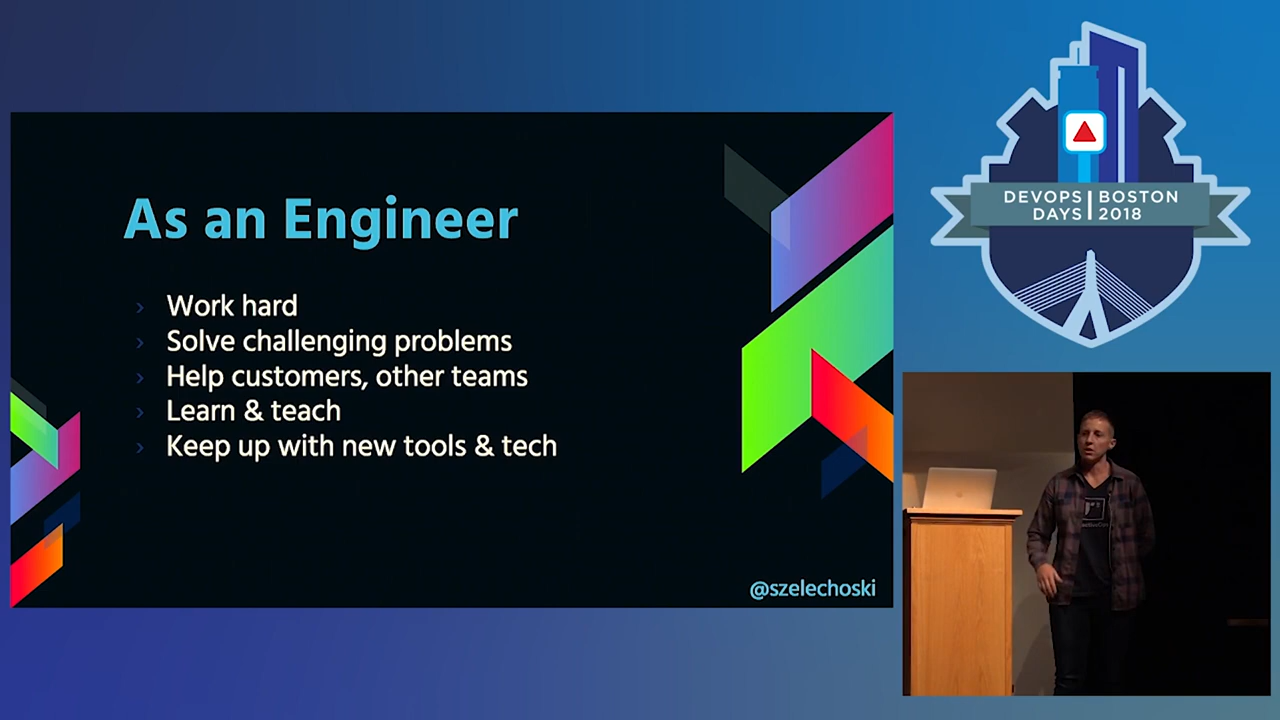 As an Engineer
› Work hard
› Solve challenging problems
› Help customers, other teams
› Learn & teach
› Keep up with new tools & tech
@szelechoski
DEVOPS | BOSTON
DAYS | 2018